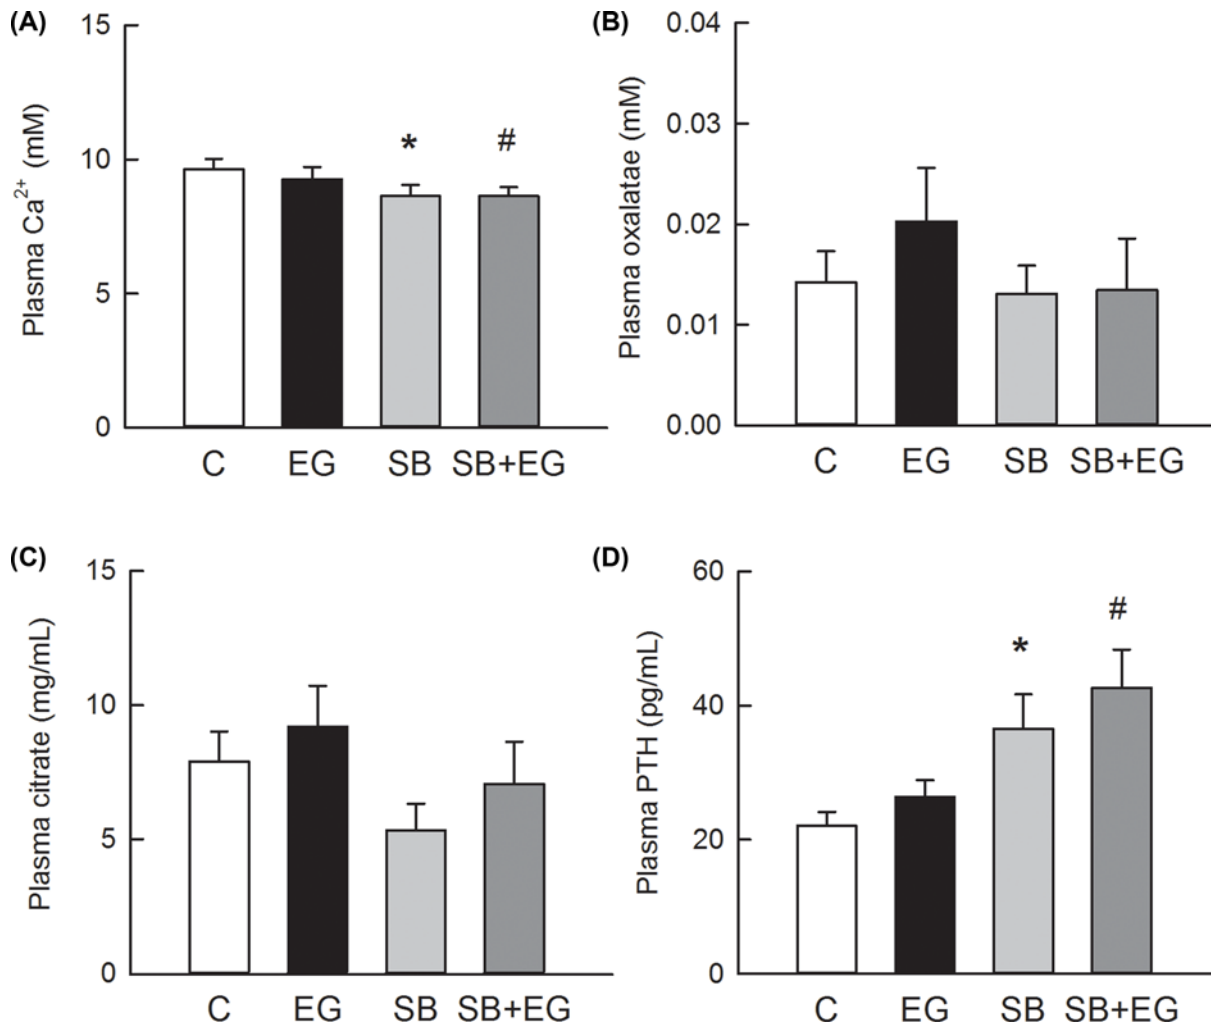 (A)
Plasma Ca²⁺ (mM)
15
10
5
0
*
#
C EG SB SB+EG
(B)
Plasma oxalatae (mM)
0.04
0.03
0.02
0.01
0.00
C EG SB SB+EG
(C)
Plasma citrate (mg/mL)
15
10
5
0
C EG SB SB+EG
(D)
Plasma PTH (pg/mL)
60
40
20
0
*
#
C EG SB SB+EG